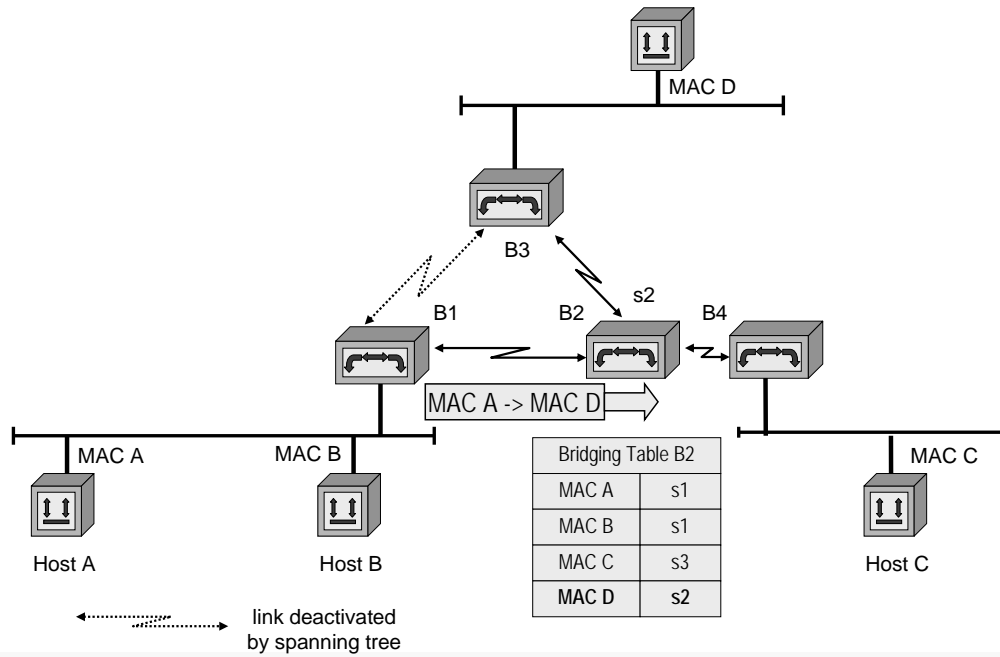 MAC D
B3
s2
B1
B2
B4
MAC A -> MAC D
MAC A
MAC B
MAC C
Bridging Table B2
MAC A s1
MAC B s1
MAC C s3
MAC D s2
Host A
Host B
Host C
link deactivated
by spanning tree